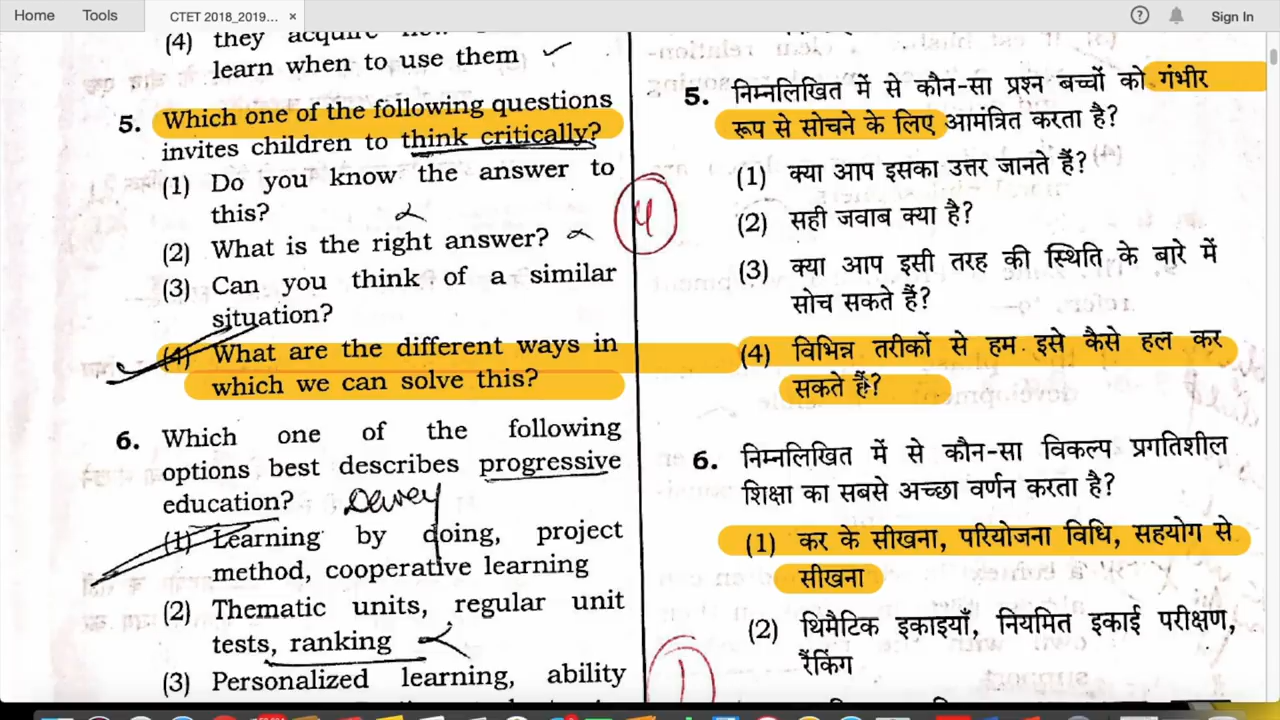 Home Tools CTET 2018_2019... × Sign In
(4) they acquire
learn when to use them
5. Which one of the following questions
invites children to think critically?
(1) Do you know the answer to
this?
(2) What is the right answer?
(3) Can you think of a similar
situation?
(4) What are the different ways in
which we can solve this?
6. Which one of the following
options best describes progressive
education? Dewey
(1) Learning by doing, project
method, cooperative learning
(2) Thematic units, regular unit
tests, ranking
(3) Personalized learning, ability
4
1
5. निम्नलिखित में से कौन-सा प्रश्न बच्चों को गंभीर
रूप से सोचने के लिए आमंत्रित करता है?
(1) क्या आप इसका उत्तर जानते हैं?
(2) सही जवाब क्या है?
(3) क्या आप इसी तरह की स्थिति के बारे में
सोच सकते हैं?
(4) विभिन्न तरीकों से हम इसे कैसे हल कर
सकते हैं?
6. निम्नलिखित में से कौन-सा विकल्प प्रगतिशील
शिक्षा का सबसे अच्छा वर्णन करता है?
(1) कर के सीखना, परियोजना विधि, सहयोग से
सीखना
(2) थिमैटिक इकाइयाँ, नियमित इकाई परीक्षण,
रैंकिंग